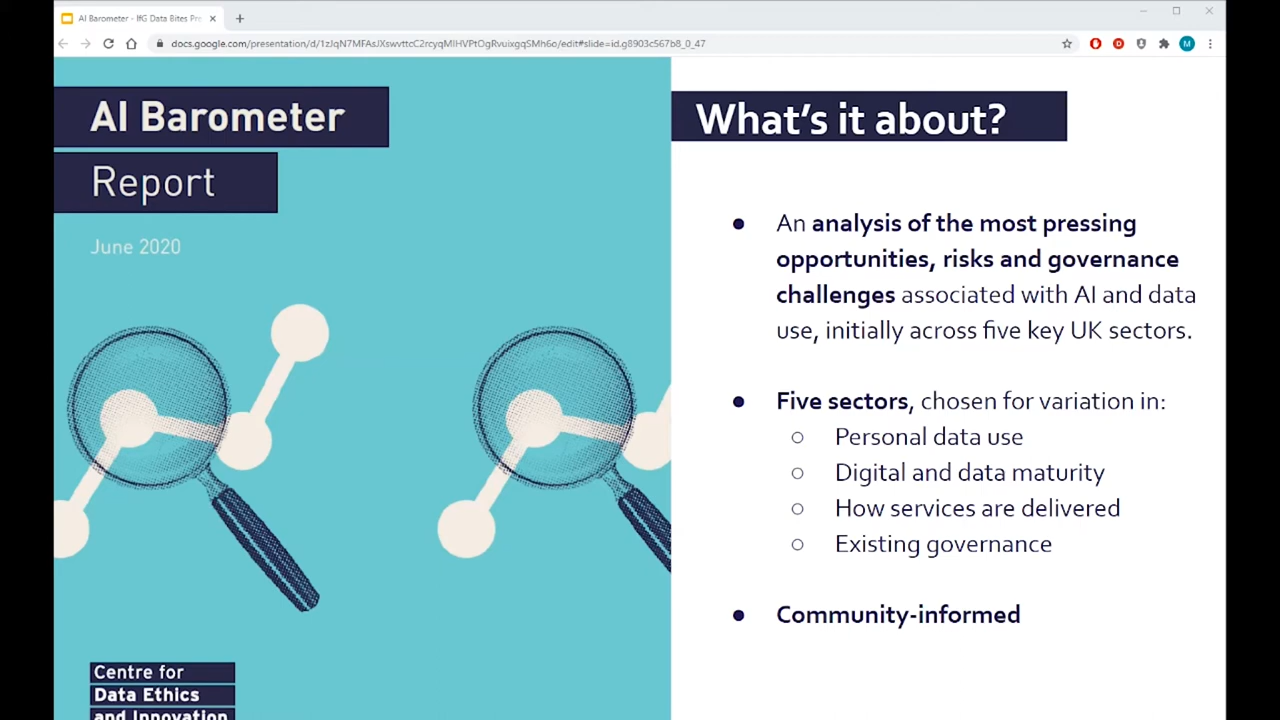 AI Barometer - IfG Data Bites Pre
docs.google.com/presentation/d/1zJqN7MFAsJXswvttcC2rcyqMIHVPtOgRvuixgqSMh6o/edit#slide=id.g8903c567b8_0_47
M
AI Barometer
Report
June 2020
Centre for
Data Ethics
and Innovation
What's it about?
● An analysis of the most pressing
opportunities, risks and governance
challenges associated with AI and data
use, initially across five key UK sectors.
● Five sectors, chosen for variation in:
○ Personal data use
○ Digital and data maturity
○ How services are delivered
○ Existing governance
● Community-informed